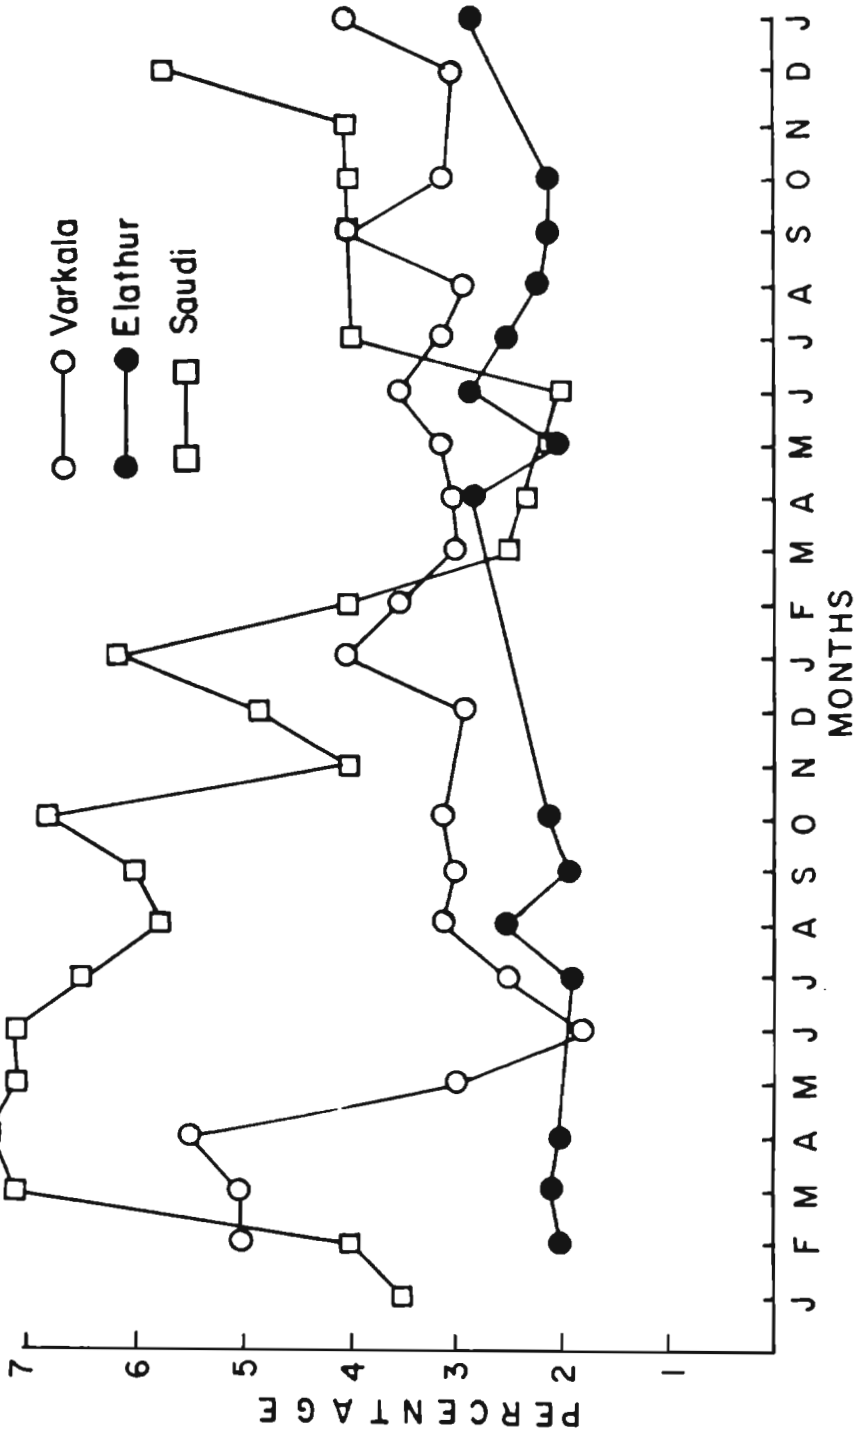 Varkala
Elathur
Saudi
7
6
5
4
3
2
1
PERCENTAGE
J F M A M J J A S O N D J F M A M J J A S O N D J
MONTHS